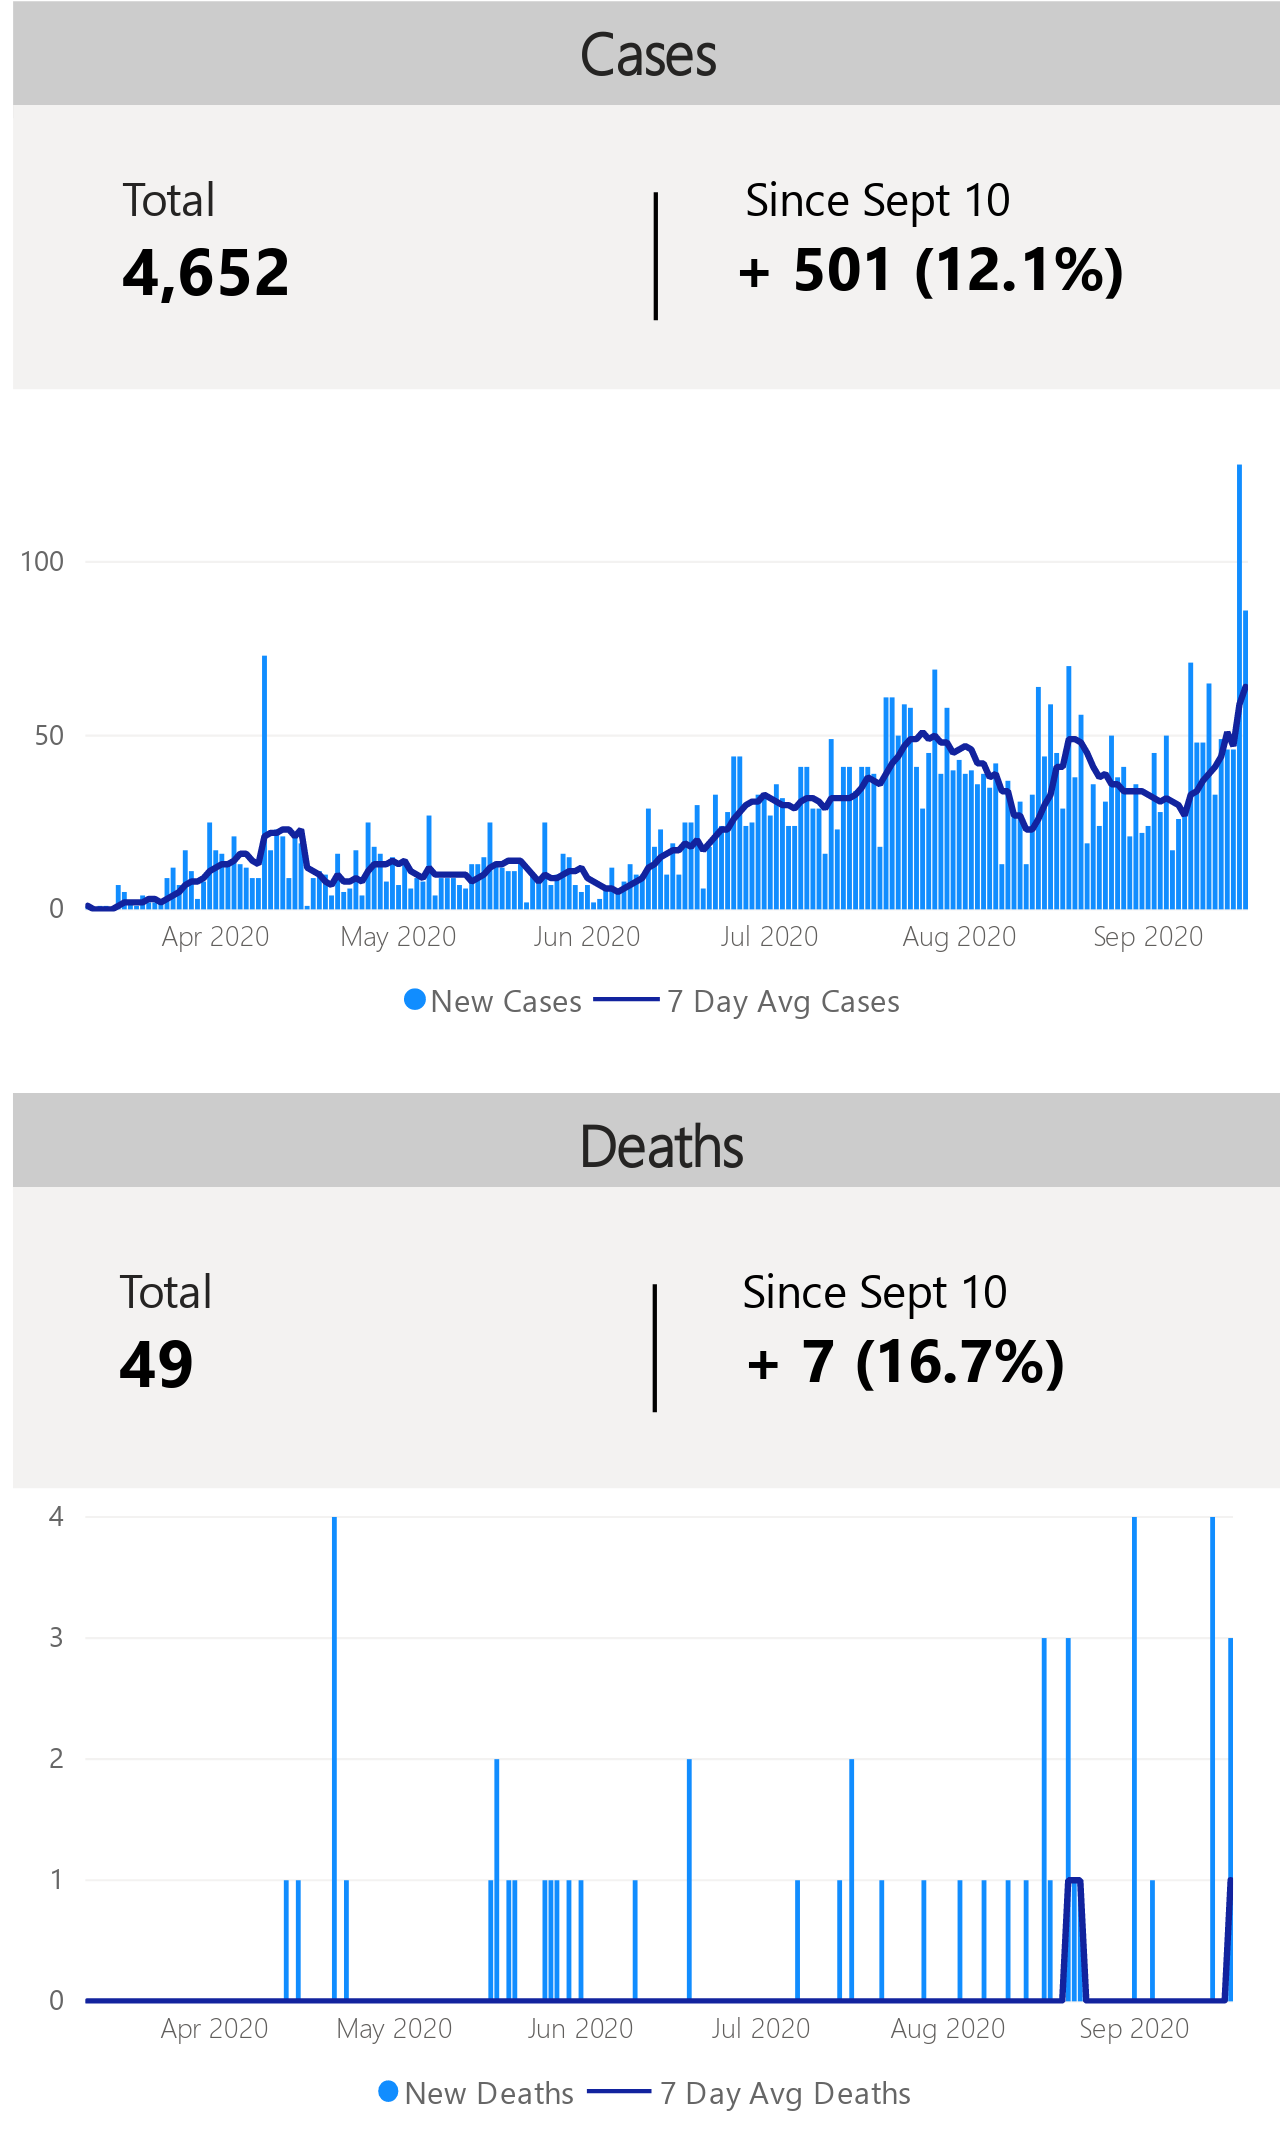 Cases
Total
Since Sept 10
4,652
+ 501 (12.1%)
100
50
0
Apr 2020 May 2020 Jun 2020 Jul 2020 Aug 2020 Sep 2020
New Cases 7 Day Avg Cases
Deaths
Total
Since Sept 10
49
+ 7 (16.7%)
4
3
2
1
0
Apr 2020 May 2020 Jun 2020 Jul 2020 Aug 2020 Sep 2020
New Deaths 7 Day Avg Deaths